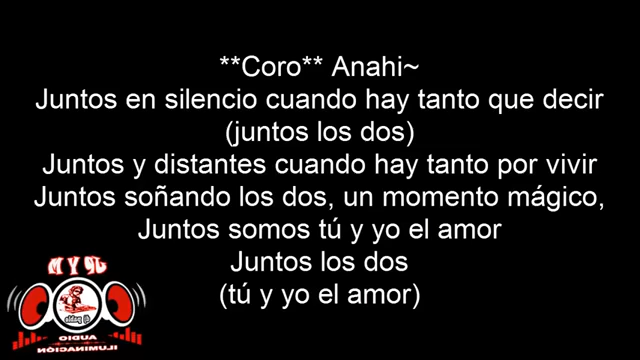 **Coro** Anahi~
Juntos en silencio cuando hay tanto que decir
(juntos los dos)
Juntos y distantes cuando hay tanto por vivir
Juntos soñando los dos, un momento mágico,
Juntos somos tú y yo el amor
Juntos los dos
(tú y yo el amor)
AUDIO
ILUMINACIÓN